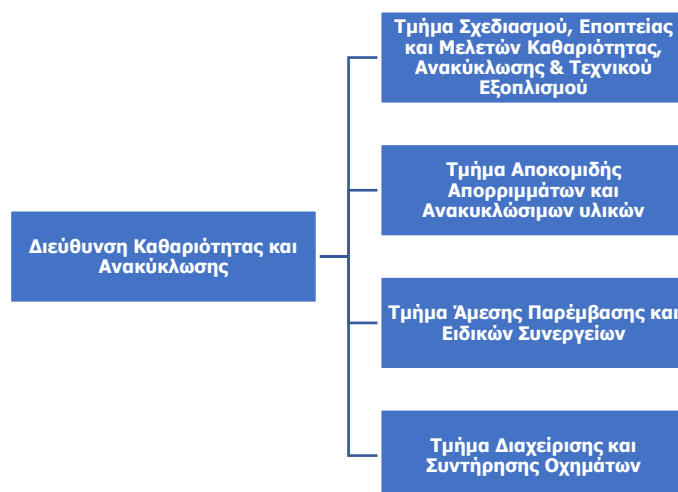 Τμήμα Σχεδιασμού, Εποπτείας
και Μελετών Καθαριότητας,
Ανακύκλωσης & Τεχνικού
Εξοπλισμού
Τμήμα Αποκομιδής
Απορριμμάτων και
Ανακυκλώσιμων υλικών
Διεύθυνση Καθαριότητας και
Ανακύκλωσης
Τμήμα Άμεσης Παρέμβασης και
Ειδικών Συνεργείων
Τμήμα Διαχείρισης και
Συντήρησης Οχημάτων